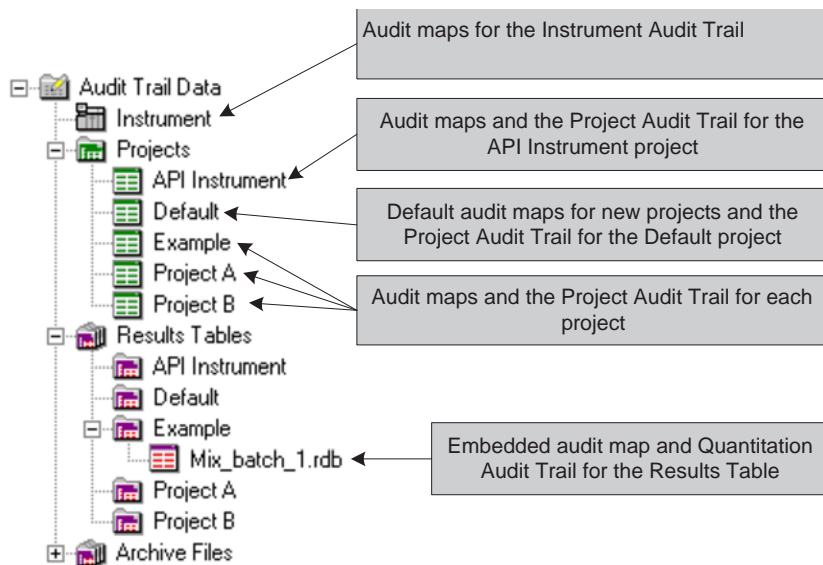 Audit maps for the Instrument Audit Trail
Audit Trail Data
Instrument
Audit maps and the Project Audit Trail for the
API Instrument project
Projects
API Instrument
Default
Default audit maps for new projects and the
Project Audit Trail for the Default project
Example
Project A
Project B
Audit maps and the Project Audit Trail for each
project
Results Tables
API Instrument
Default
Example
Mix_batch_1.rdb
Embedded audit map and Quantitation
Audit Trail for the Results Table
Project A
Project B
Archive Files